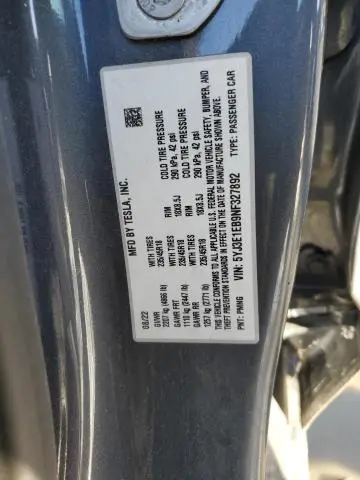 MFD BY TESLA, INC.
08/22
GVWR WITH TIRES RIM COLD TIRE PRESSURE
2207 kg (4866 lb) 235/45R18 18X8.5J 290 kPa, 42 psi
GAWR FRT WITH TIRES RIM COLD TIRE PRESSURE
1110 kg (2447 lb) 235/45R18 18X8.5J 290 kPa, 42 psi
GAWR RR
1257 kg (2771 lb)
THIS VEHICLE CONFORMS TO ALL APPLICABLE U.S. FEDERAL MOTOR VEHICLE SAFETY, BUMPER, AND
THEFT PREVENTION STANDARDS IN EFFECT ON THE DATE OF MANUFACTURE SHOWN ABOVE.
VIN: 5YJ3E1EB9NF327892 TYPE: PASSENGER CAR
PNT: PMNG